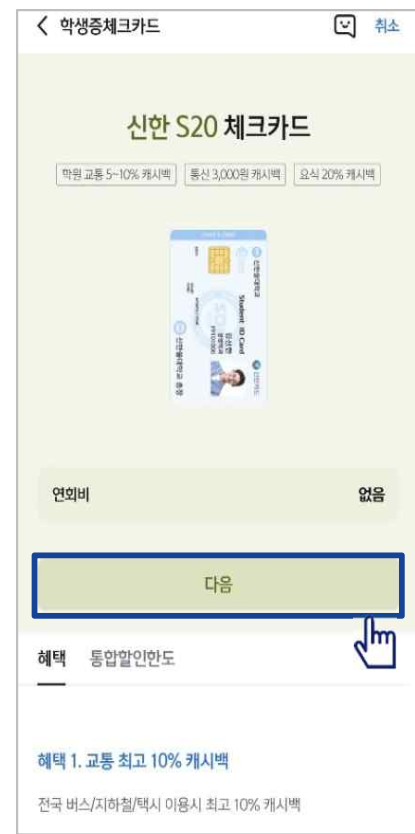 학생증체크카드
취소
신한 S20 체크카드
학원 교통 5~10% 캐시백
통신 3,000원 캐시백
요식 20% 캐시백
Student ID Card
연회비
없음
다음
혜택
통합할인한도
혜택 1. 교통 최고 10% 캐시백
전국 버스/지하철/택시 이용시 최고 10% 캐시백